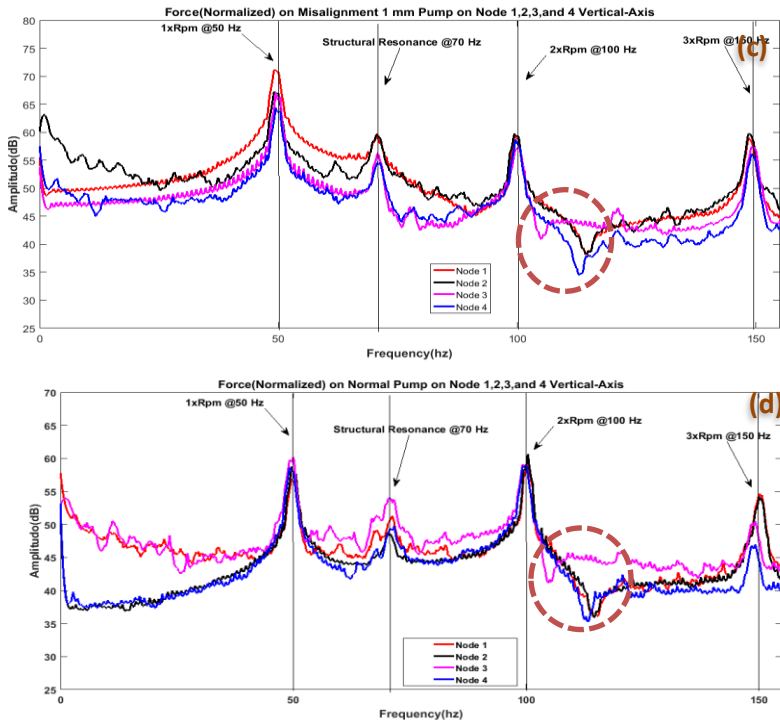 Force(Normalized) on Misalignment 1 mm Pump on Node 1,2,3,and 4 Vertical-Axis
80
75
70
65
60
55
50
45
40
35
30
25
Amplitudo(dB)
1xRpm @50 Hz
Structural Resonance @70 Hz
2xRpm @100 Hz
3xRpm @150 Hz
(c)
Node 1
Node 2
Node 3
Node 4
0
50
100
150
Frequency(hz)
Force(Normalized) on Normal Pump on Node 1,2,3,and 4 Vertical-Axis
70
65
60
55
50
45
40
35
30
25
Amplitudo(dB)
1xRpm @50 Hz
Structural Resonance @70 Hz
2xRpm @100 Hz
3xRpm @150 Hz
(d)
Node 1
Node 2
Node 3
Node 4
0
50
100
150
Frequency(hz)